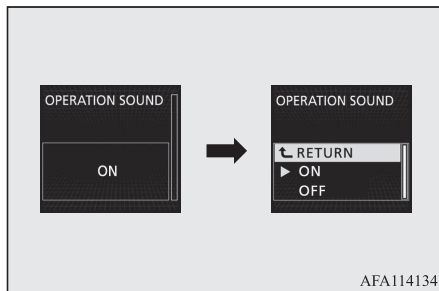 OPERATION SOUND
ON
OPERATION SOUND
RETURN
ON
OFF
AFA114134